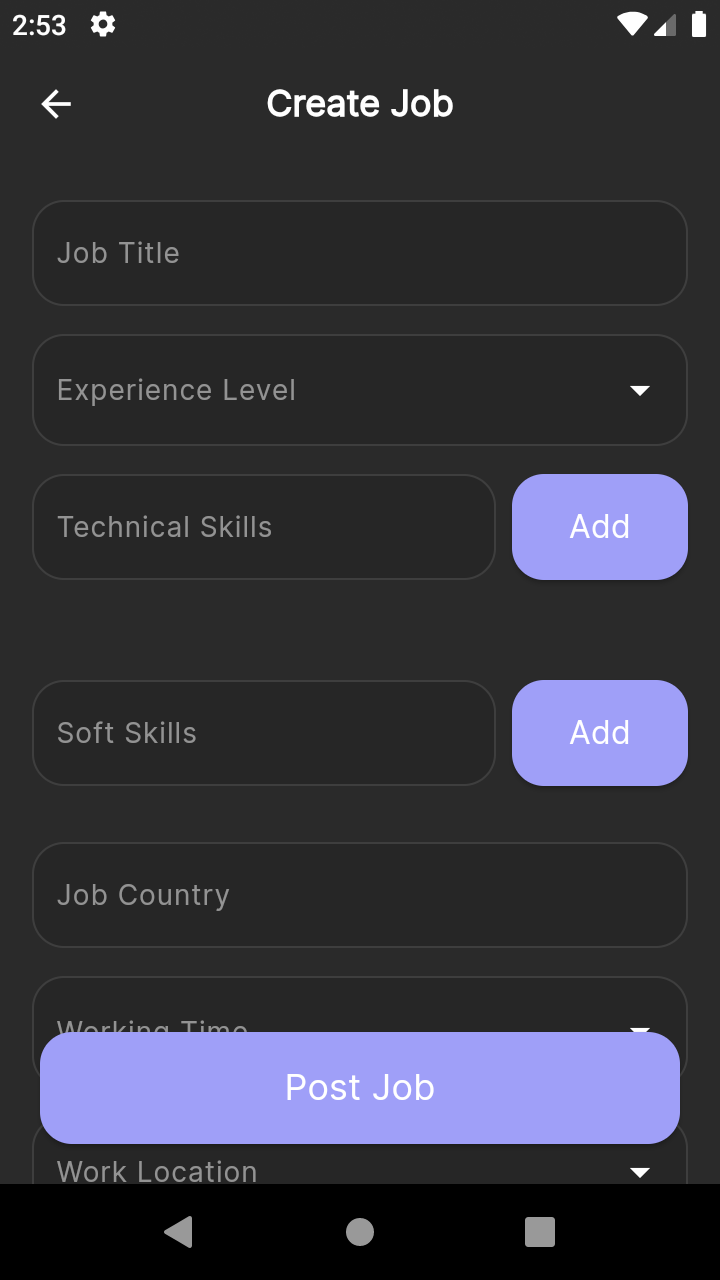 2:53
Create Job
Job Title
Experience Level
Technical Skills
Add
Soft Skills
Add
Job Country
Working Time
Post Job
Work Location